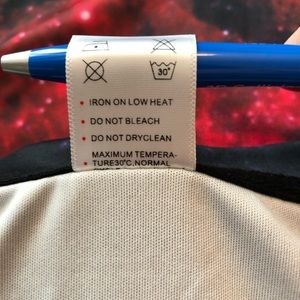 30°
• IRON ON LOW HEAT
• DO NOT BLEACH
• DO NOT DRYCLEAN
• MAXIMUM TEMPERA-
TURE30℃,NORMAL